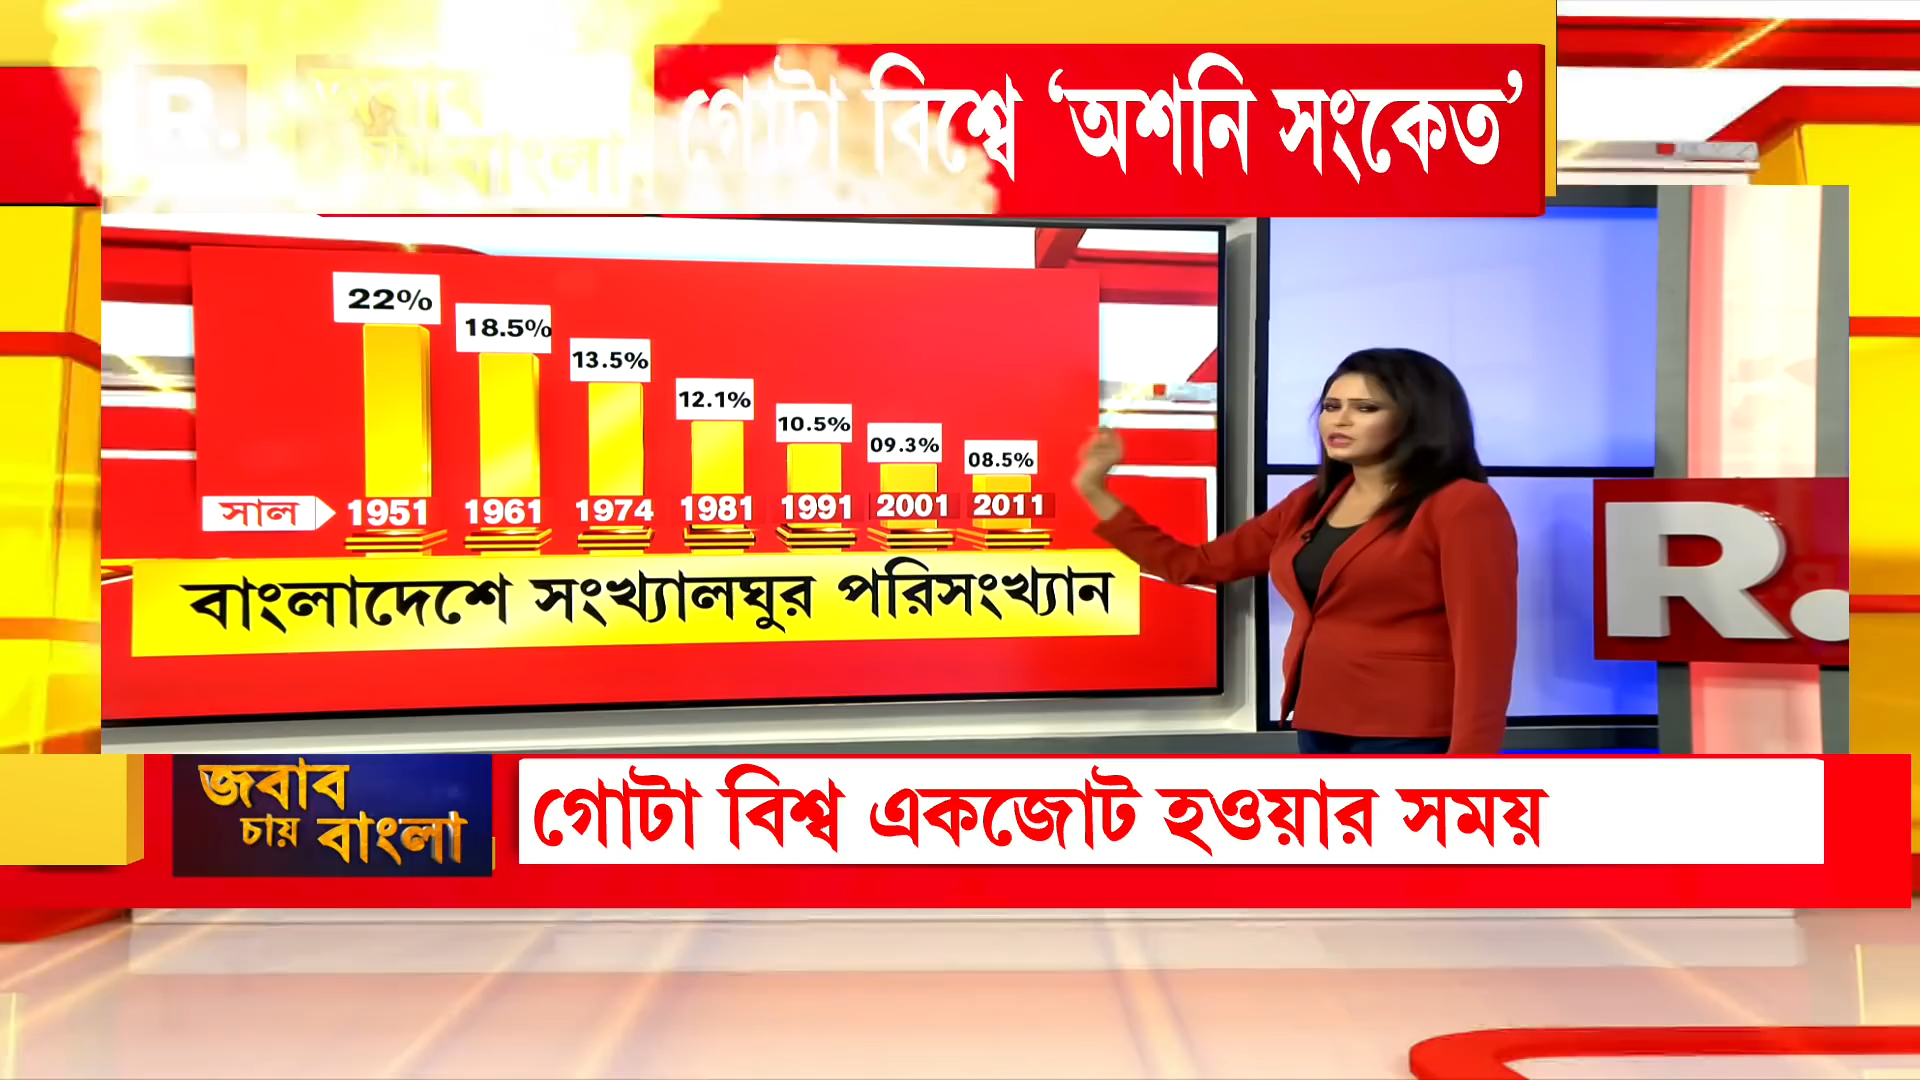 R.
বাংলা
গোটা বিশ্বে ‘অশনি সংকেত’
22%
18.5%
13.5%
12.1%
10.5%
09.3%
08.5%
সাল
1951
1961
1974
1981
1991
2001
2011
বাংলাদেশে সংখ্যালঘুর পরিসংখ্যান
R.
জবাব
চায় বাংলা
গোটা বিশ্ব একজোট হওয়ার সময়